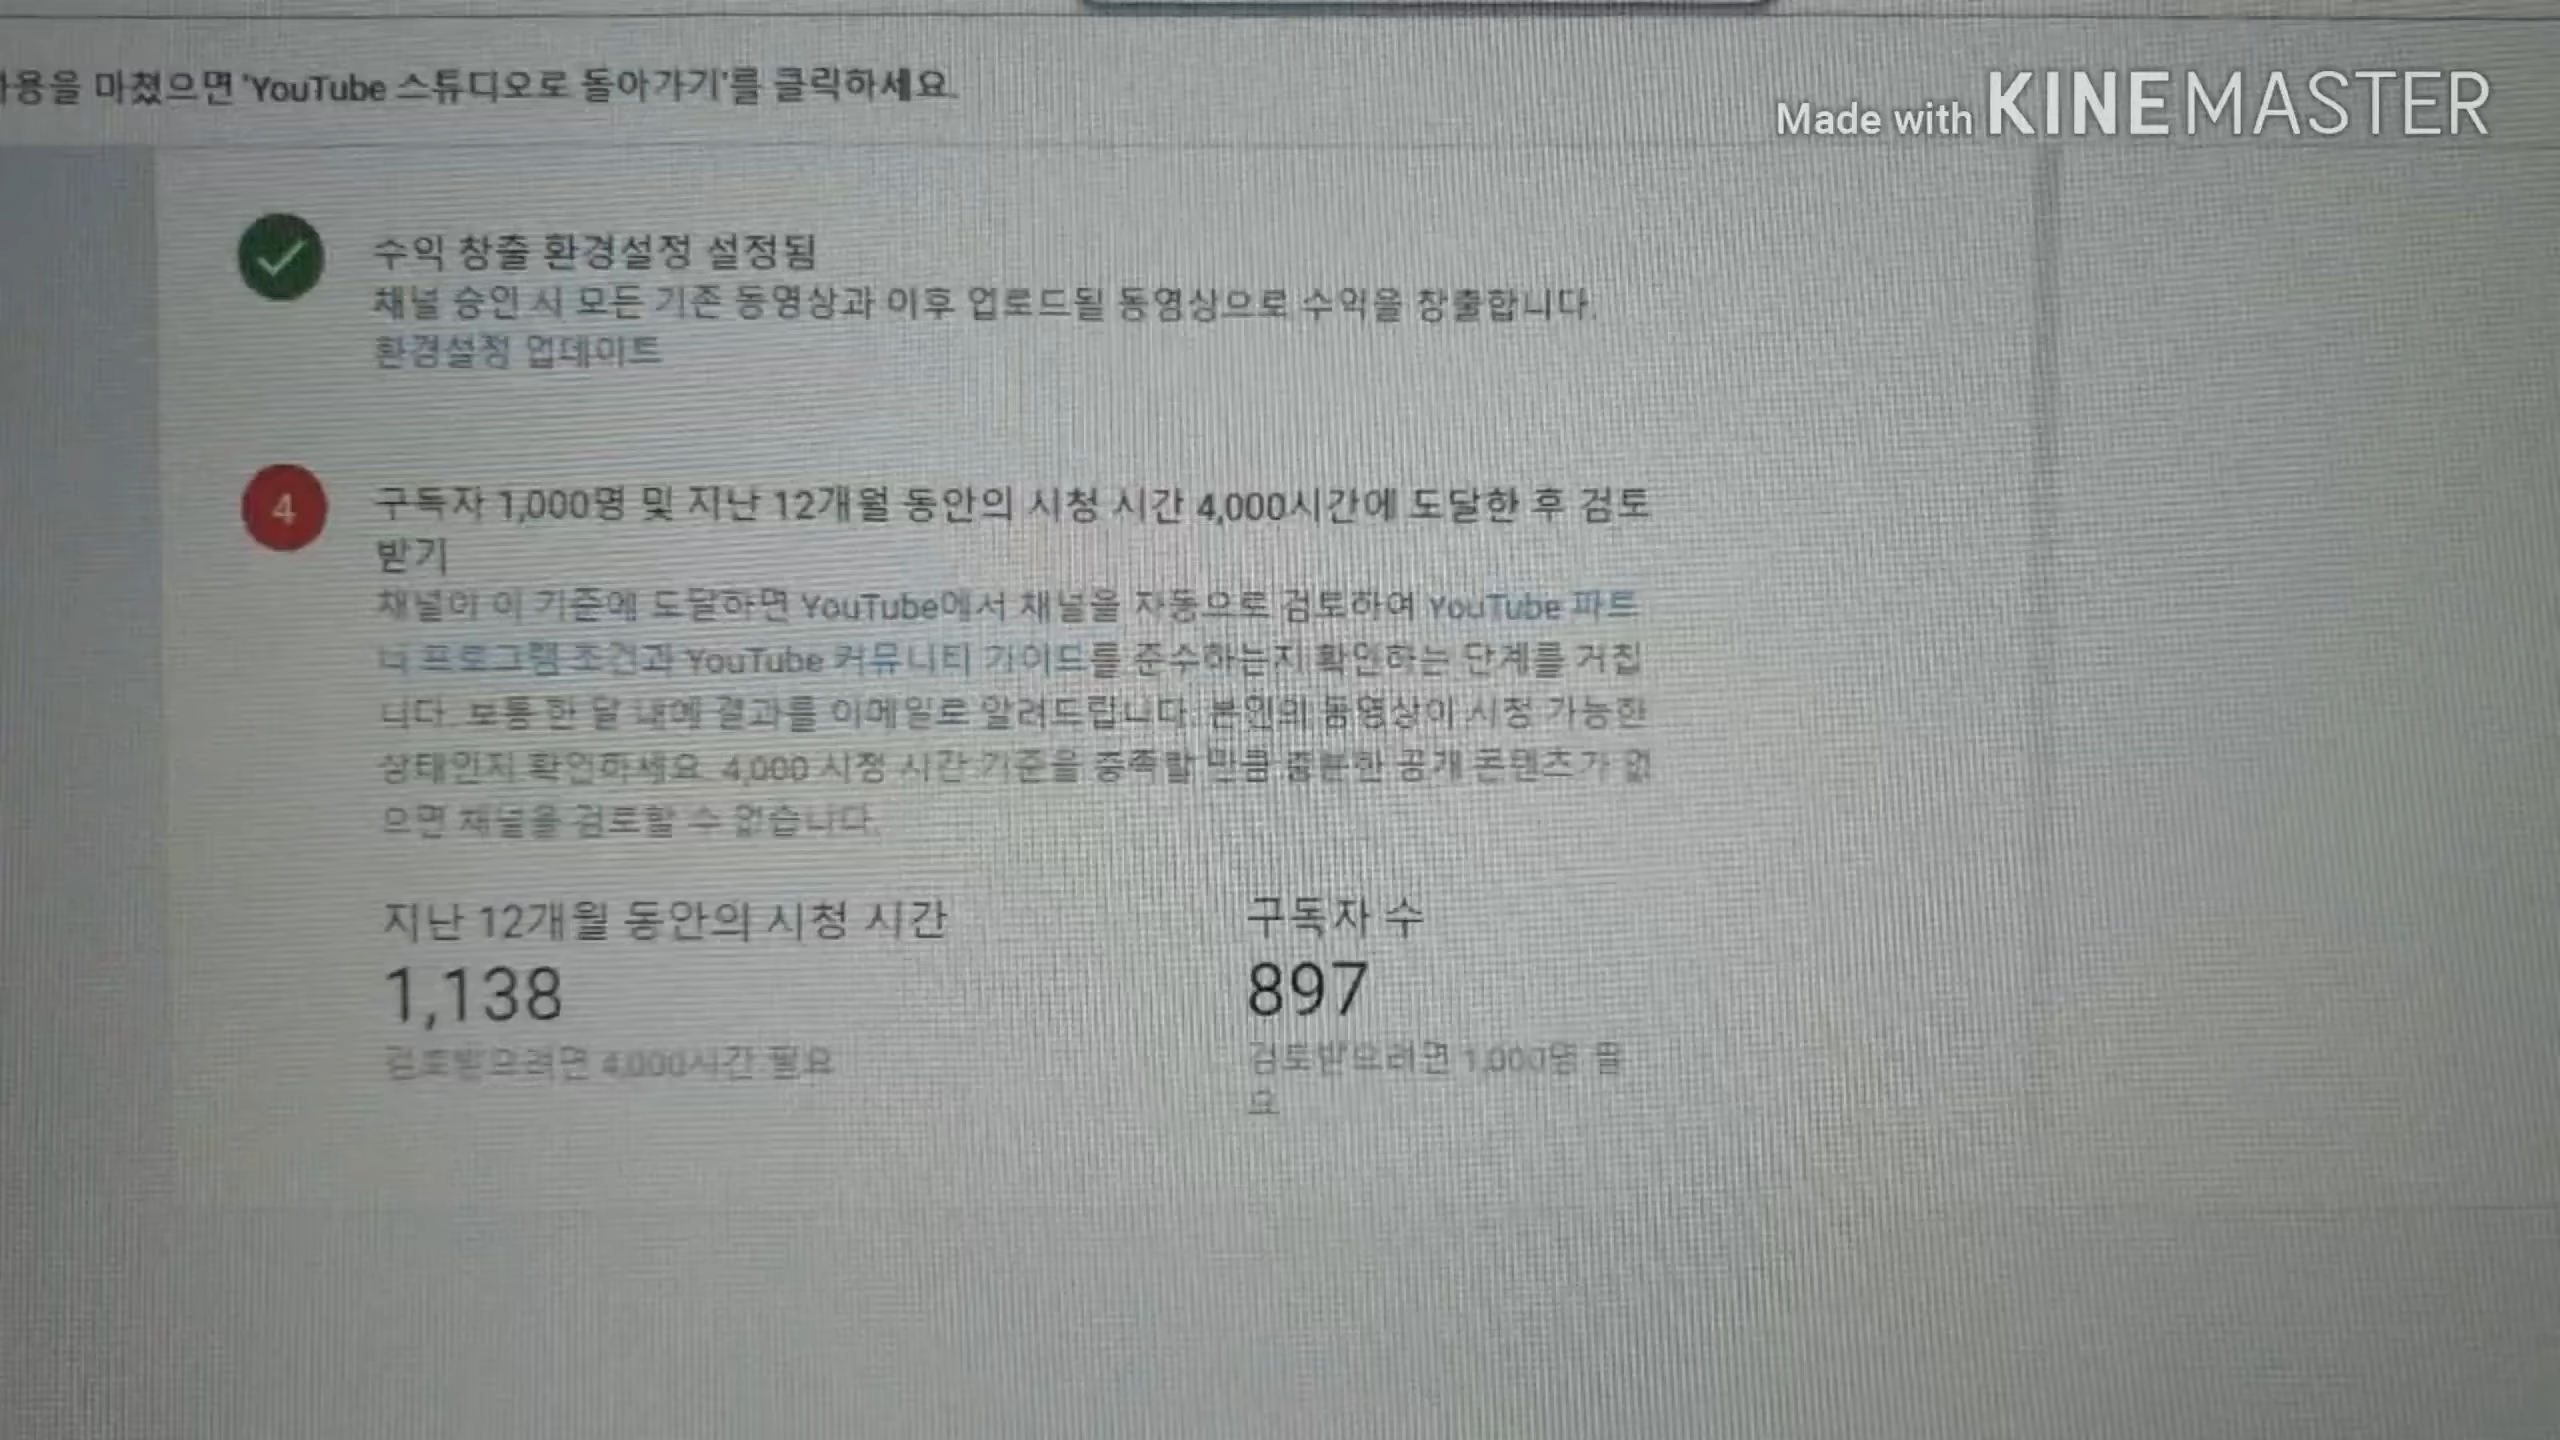 사용을 마쳤으면 'YouTube 스튜디오로 돌아가기'를 클릭하세요.
Made with KINEMASTER
수익 창출 환경설정 설정됨
채널 승인 시 모든 기존 동영상과 이후 업로드될 동영상으로 수익을 창출합니다.
환경설정 업데이트
4
구독자 1,000명 및 지난 12개월 동안의 시청 시간 4,000시간에 도달한 후 검토
받기
채널이 이 기준에 도달하면 YouTube에서 채널을 자동으로 검토하여 YouTube 파트
너 프로그램 조건과 YouTube 커뮤니티 가이드를 준수하는지 확인하는 단계를 거칩
니다. 보통 한 달 내에 결과를 이메일로 알려드립니다. 본인의 동영상이 시청 가능한
상태인지 확인하세요. 4,000 시청 시간 기준을 충족할 만큼 충분한 공개 콘텐츠가 없
으면 채널을 검토할 수 없습니다.
지난 12개월 동안의 시청 시간
구독자 수
1,138
897
검토받으려면 4,000시간 필요
검토받으려면 1,000명 필
요